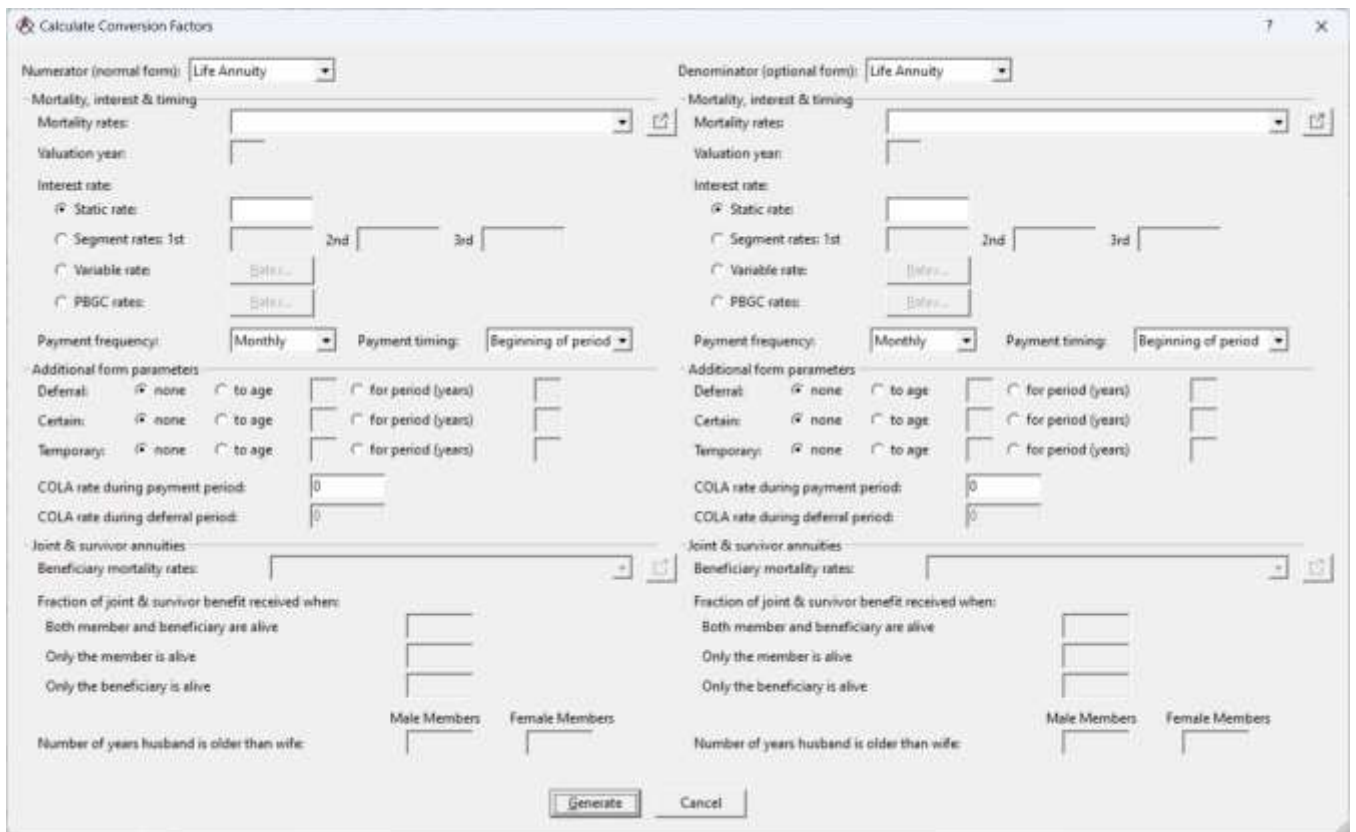 Calculate Conversion Factors ? ×
Numerator (normal form): Life Annuity
Mortality, interest & timing
Mortality rates:
Valuation year:
Interest rate:
Static rate:
Segment rates: 1st 2nd 3rd
Variable rate: Rates...
PBGC rates: Rates...
Payment frequency: Monthly Payment timing: Beginning of period
Additional form parameters
Deferral: none to age for period (years)
Certain: none to age for period (years)
Temporary: none to age for period (years)
COLA rate during payment period: 0
COLA rate during deferral period: 0
Joint & survivor annuities
Beneficiary mortality rates:
Fraction of joint & survivor benefit received when:
Both member and beneficiary are alive
Only the member is alive
Only the beneficiary is alive
Male Members Female Members
Number of years husband is older than wife:
Denominator (optional form): Life Annuity
Mortality, interest & timing
Mortality rates:
Valuation year:
Interest rate:
Static rate:
Segment rates: 1st 2nd 3rd
Variable rate: Rates...
PBGC rates: Rates...
Payment frequency: Monthly Payment timing: Beginning of period
Additional form parameters
Deferral: none to age for period (years)
Certain: none to age for period (years)
Temporary: none to age for period (years)
COLA rate during payment period: 0
COLA rate during deferral period: 0
Joint & survivor annuities
Beneficiary mortality rates:
Fraction of joint & survivor benefit received when:
Both member and beneficiary are alive
Only the member is alive
Only the beneficiary is alive
Male Members Female Members
Number of years husband is older than wife:
Generate Cancel